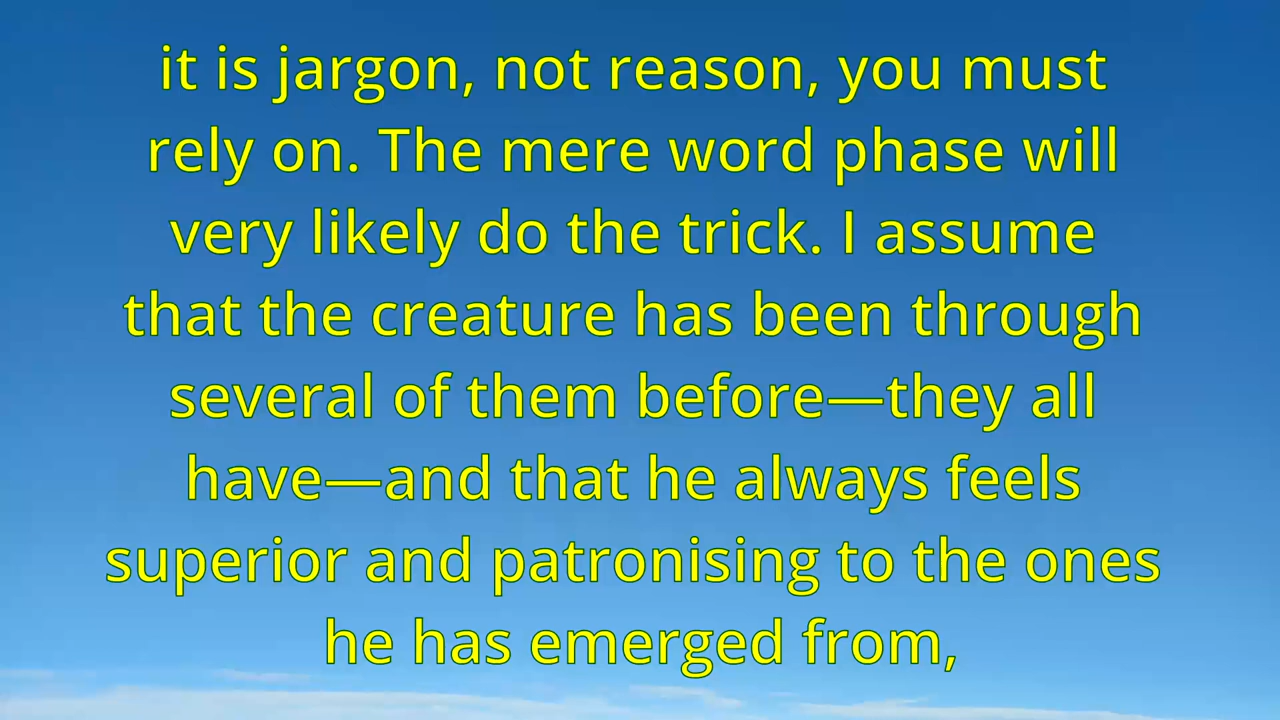 it is jargon, not reason, you must
rely on. The mere word phase will
very likely do the trick. I assume
that the creature has been through
several of them before—they all
have—and that he always feels
superior and patronising to the ones
he has emerged from,